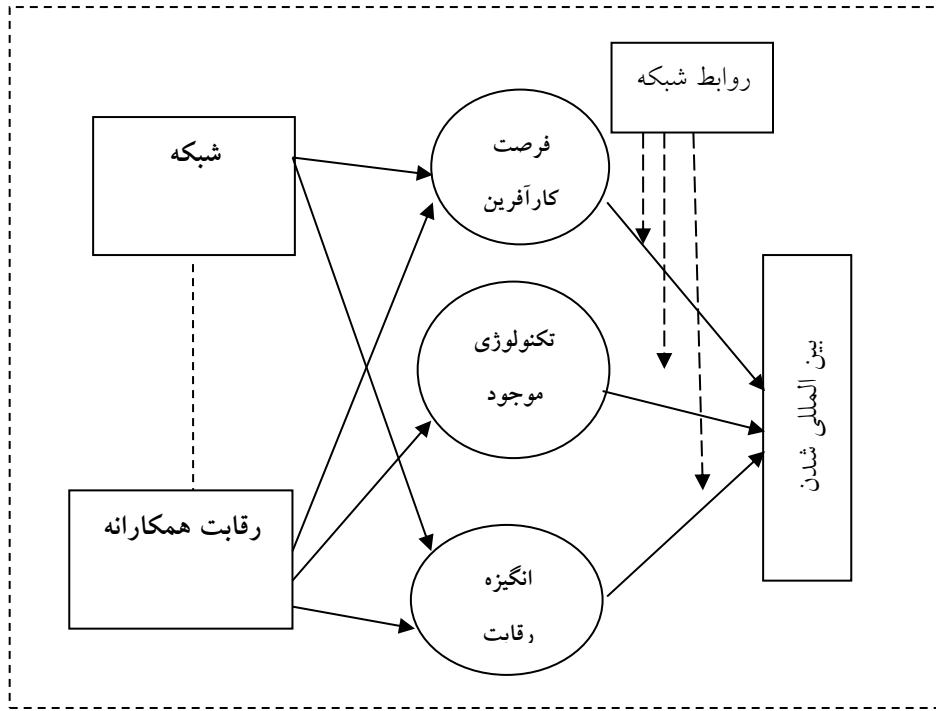 روابط شبکه
شبکه
فرصت
کارآفرین
تکنولوژی
موجود
بین المللی شدن
رقابت همکارانه
انگیزه
رقابت